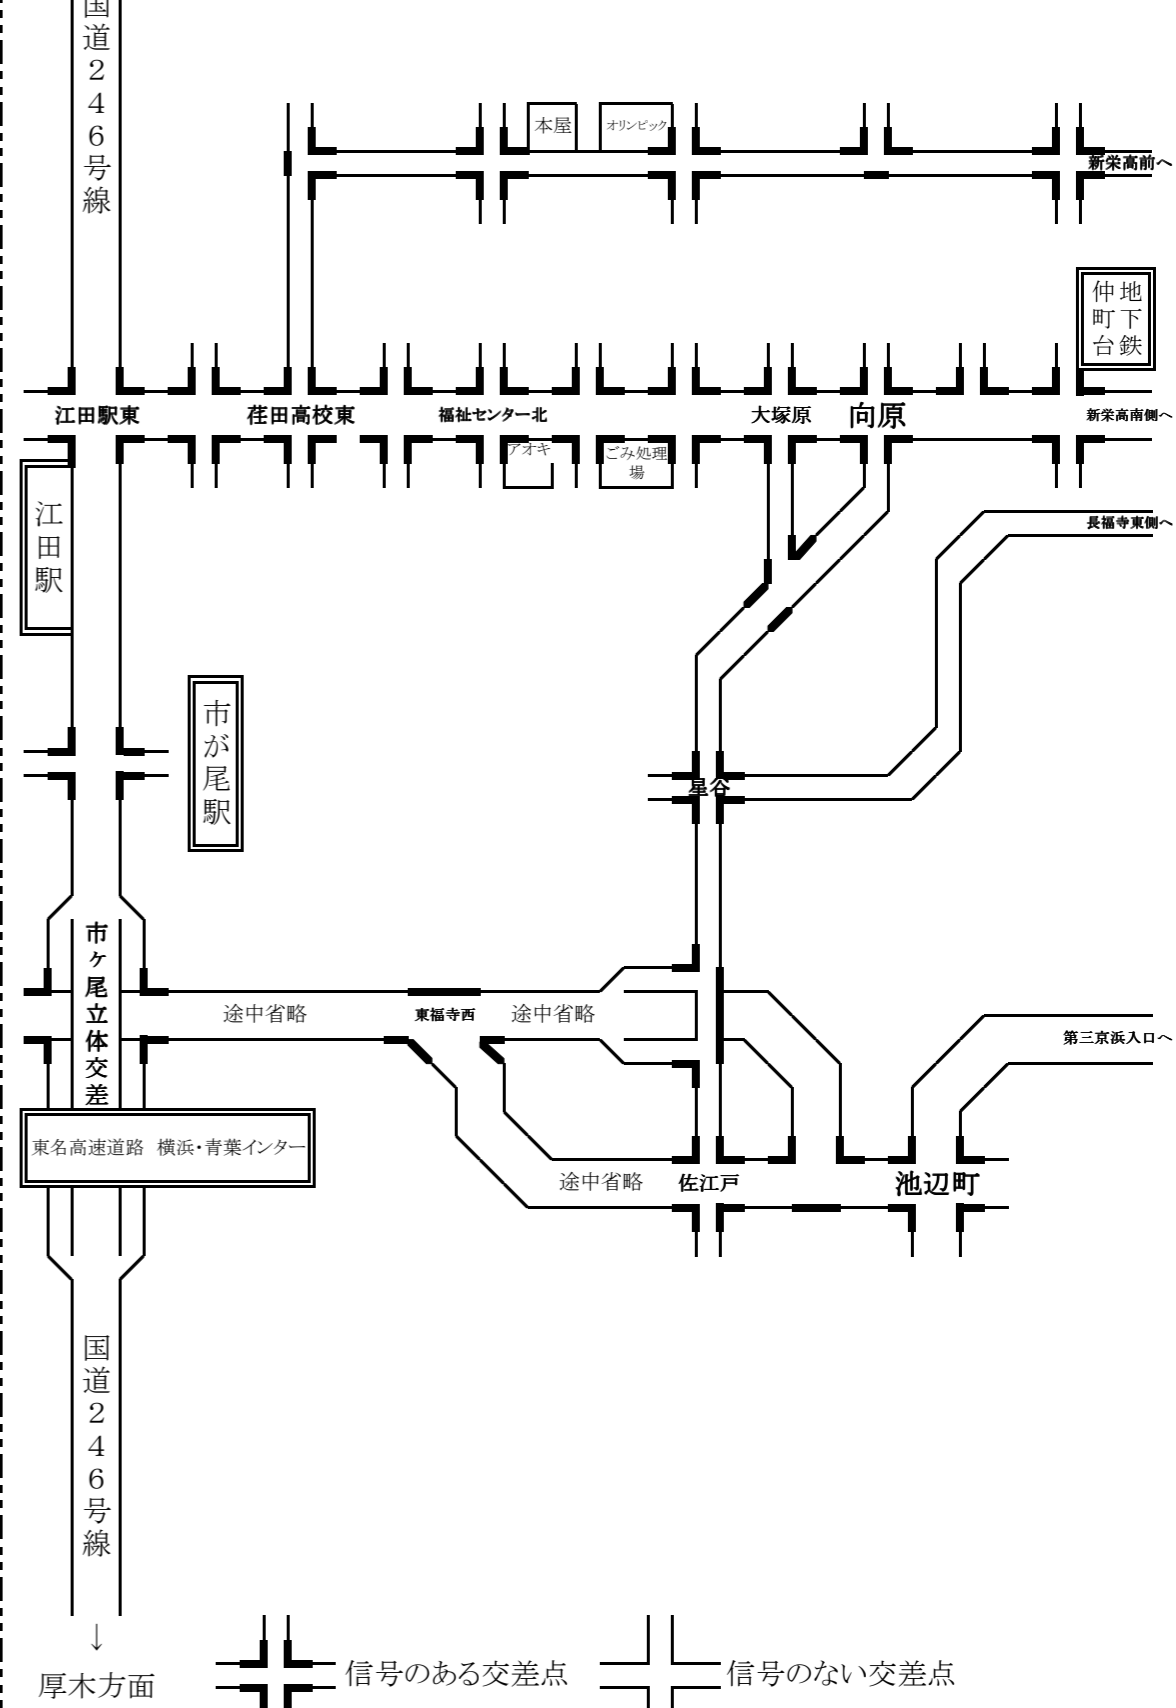 国道２４６号線
本屋
オリンピック
新栄高前へ
地下鉄
仲町台
江田駅東
荏田高校東
福祉センター北
大塚原
向原
新栄高南側へ
アオキ
ごみ処理
場
江田駅
長福寺東側へ
市が尾駅
星谷
市ヶ尾立体交差
途中省略
東福寺西
途中省略
第三京浜入口へ
東名高速道路 横浜・青葉インター
途中省略
佐江戸
池辺町
国道２４６号線
↓
厚木方面
信号のある交差点
信号のない交差点